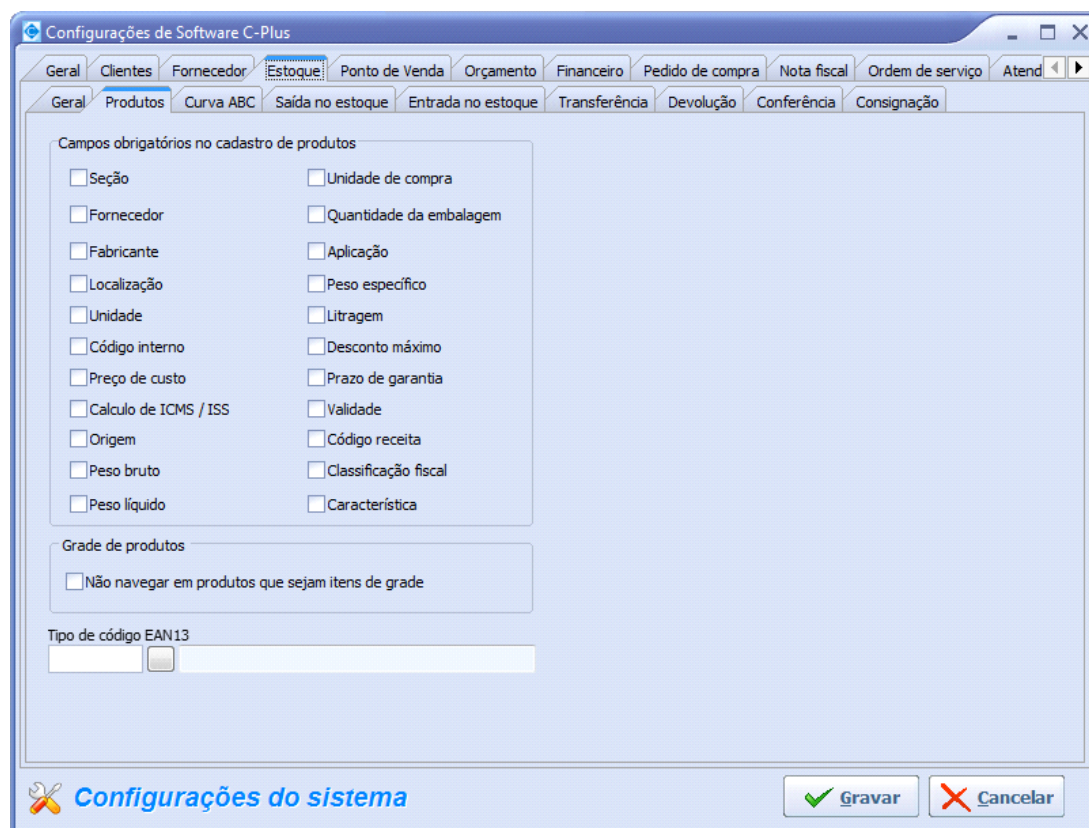 Configurações de Software C-Plus
Geral Clientes Fornecedor Estoque Ponto de Venda Orçamento Financeiro Pedido de compra Nota fiscal Ordem de serviço Atend
Geral Produtos Curva ABC Saída no estoque Entrada no estoque Transferência Devolução Conferência Consignação
Campos obrigatórios no cadastro de produtos
Seção Unidade de compra
Fornecedor Quantidade da embalagem
Fabricante Aplicação
Localização Peso específico
Unidade Litragem
Código interno Desconto máximo
Preço de custo Prazo de garantia
Calculo de ICMS / ISS Validade
Origem Código receita
Peso bruto Classificação fiscal
Peso líquido Característica
Grade de produtos
Não navegar em produtos que sejam itens de grade
Tipo de código EAN13
Configurações do sistema Gravar Cancelar